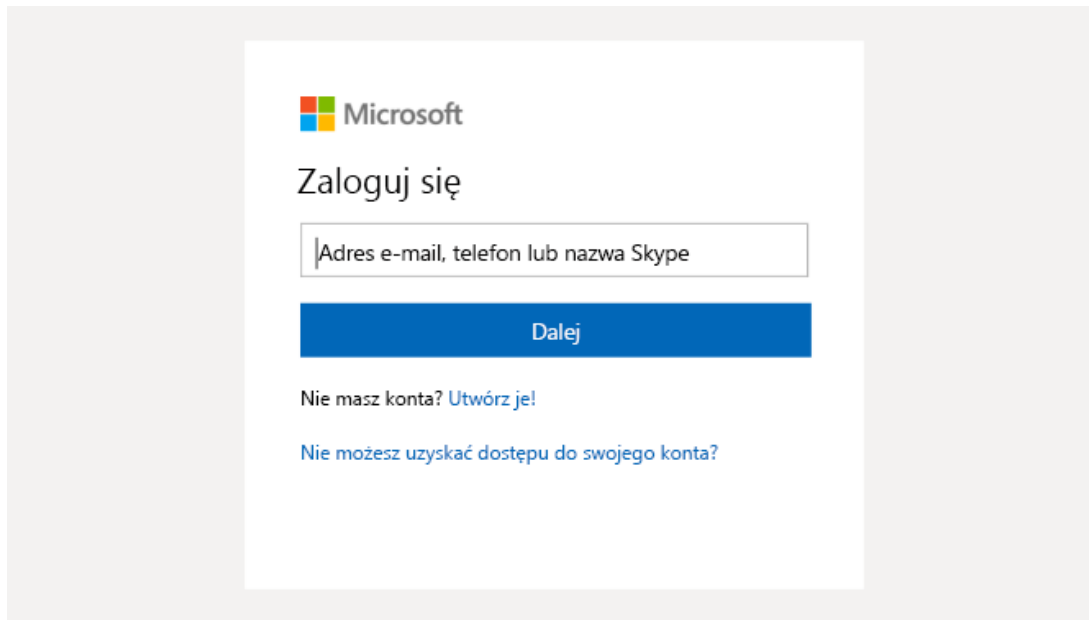 Microsoft
Zaloguj się
Adres e-mail, telefon lub nazwa Skype
Dalej
Nie masz konta? Utwórz je!
Nie możesz uzyskać dostępu do swojego konta?